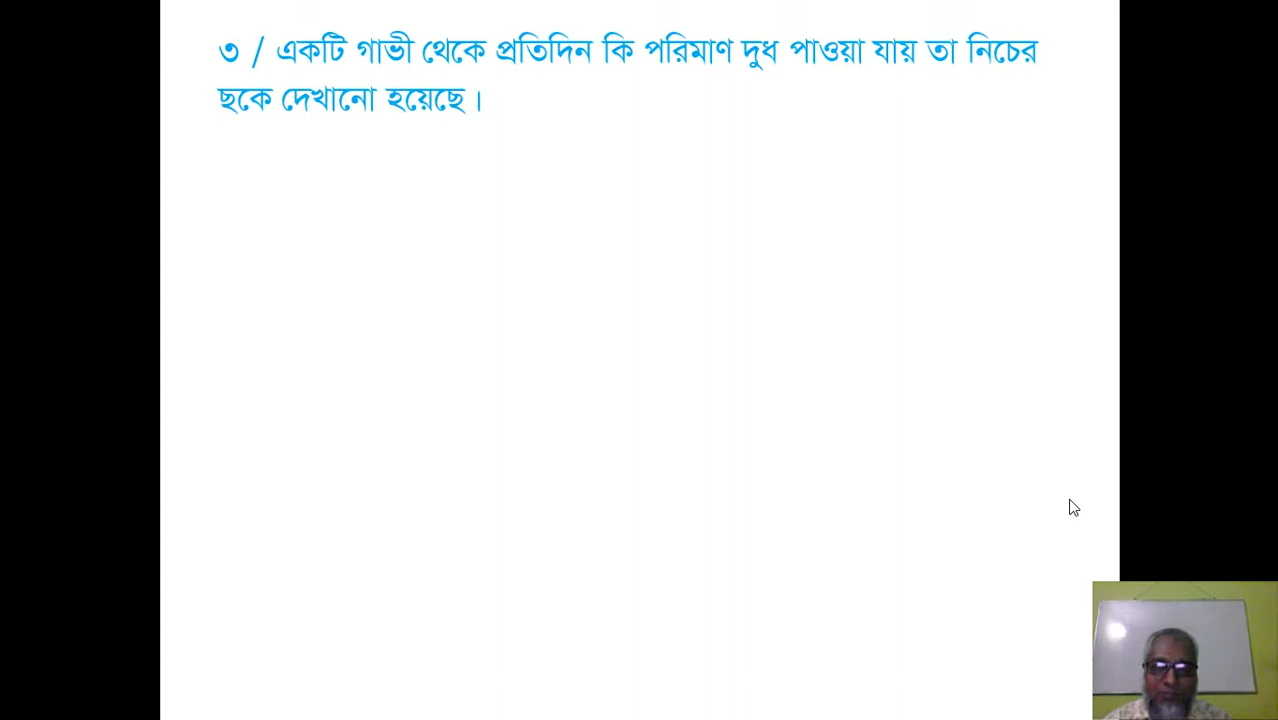 ৩ / একটি গাভী থেকে প্রতিদিন কি পরিমাণ দুধ পাওয়া যায় তা নিচের
ছকে দেখানো হয়েছে।